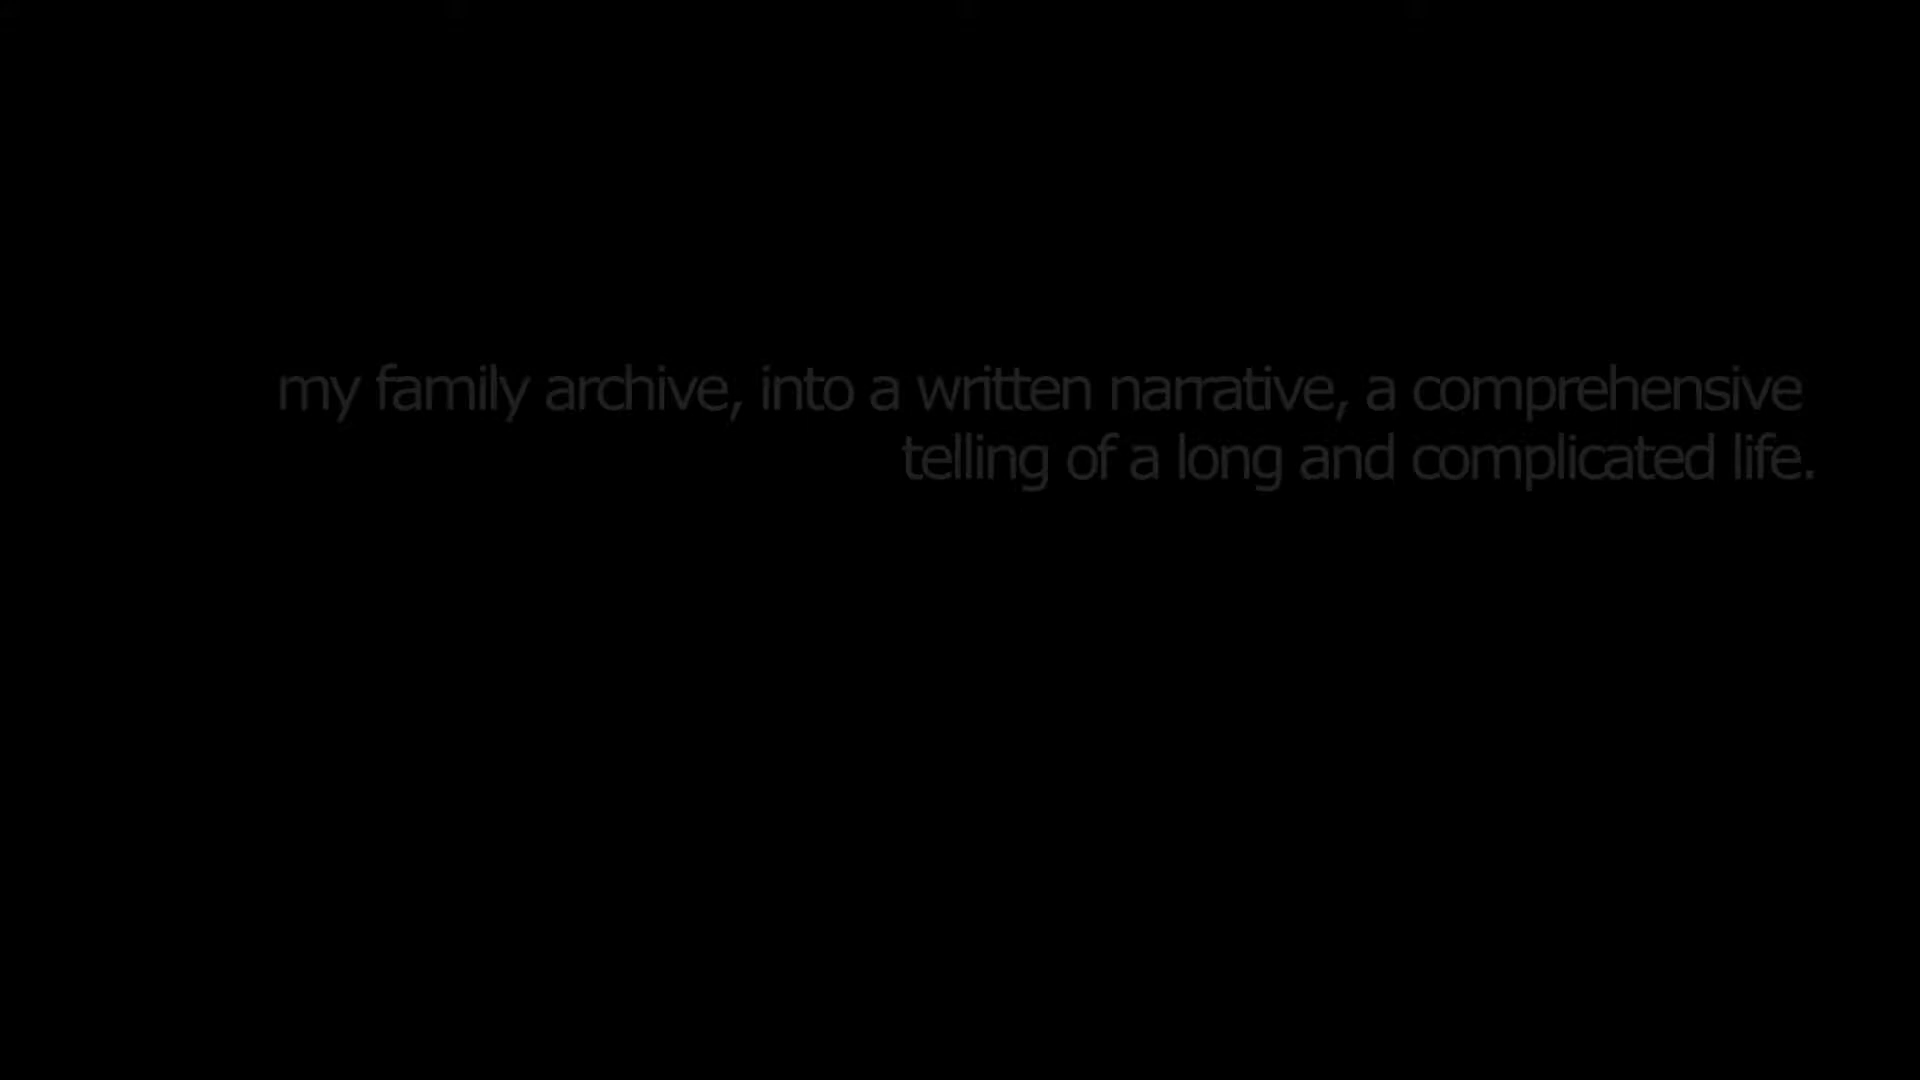 my family archive, into a written narrative, a comprehensive
telling of a long and complicated life.